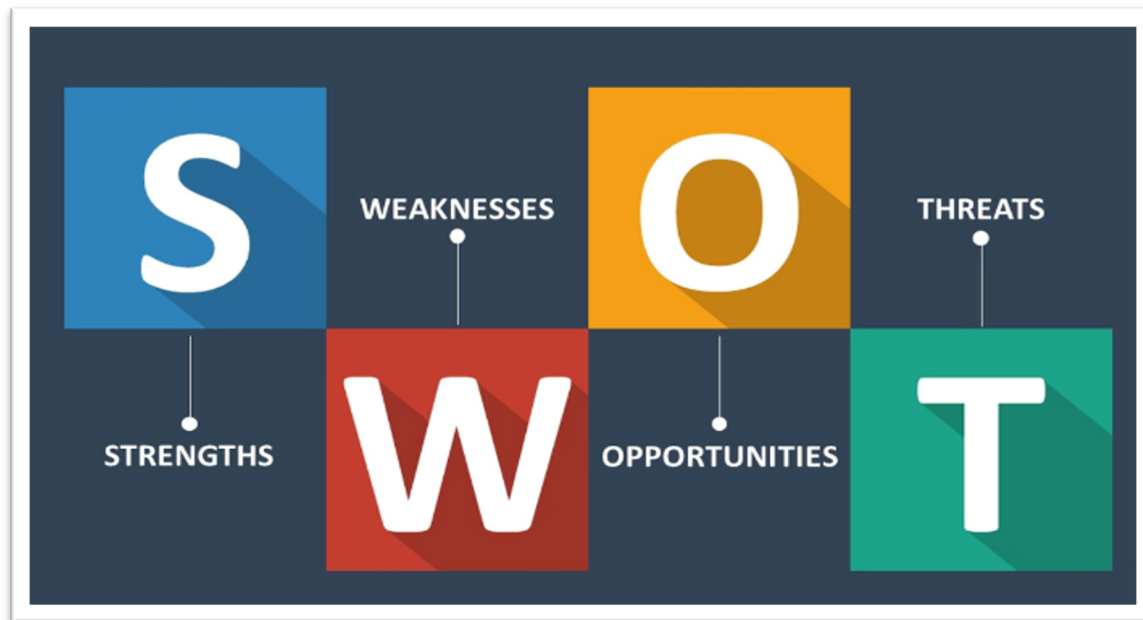 S
STRENGTHS
WEAKNESSES
W
O
OPPORTUNITIES
THREATS
T